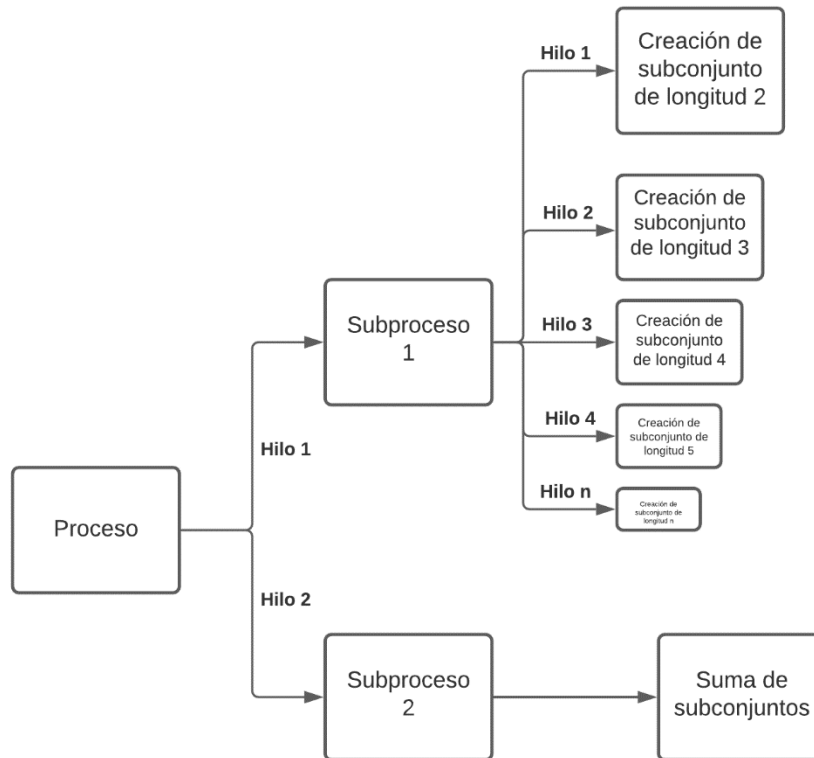 Hilo 1
Creación de
subconjunto
de longitud 2
Hilo 2
Creación de
subconjunto
de longitud 3
Subproceso
1
Hilo 3
Creación de
subconjunto
de longitud 4
Hilo 4
Creación de
subconjunto de
longitud 5
Hilo 1
Hilo n
Creación de
subconjunto de
longitud n
Proceso
Hilo 2
Subproceso
2
Suma de
subconjuntos